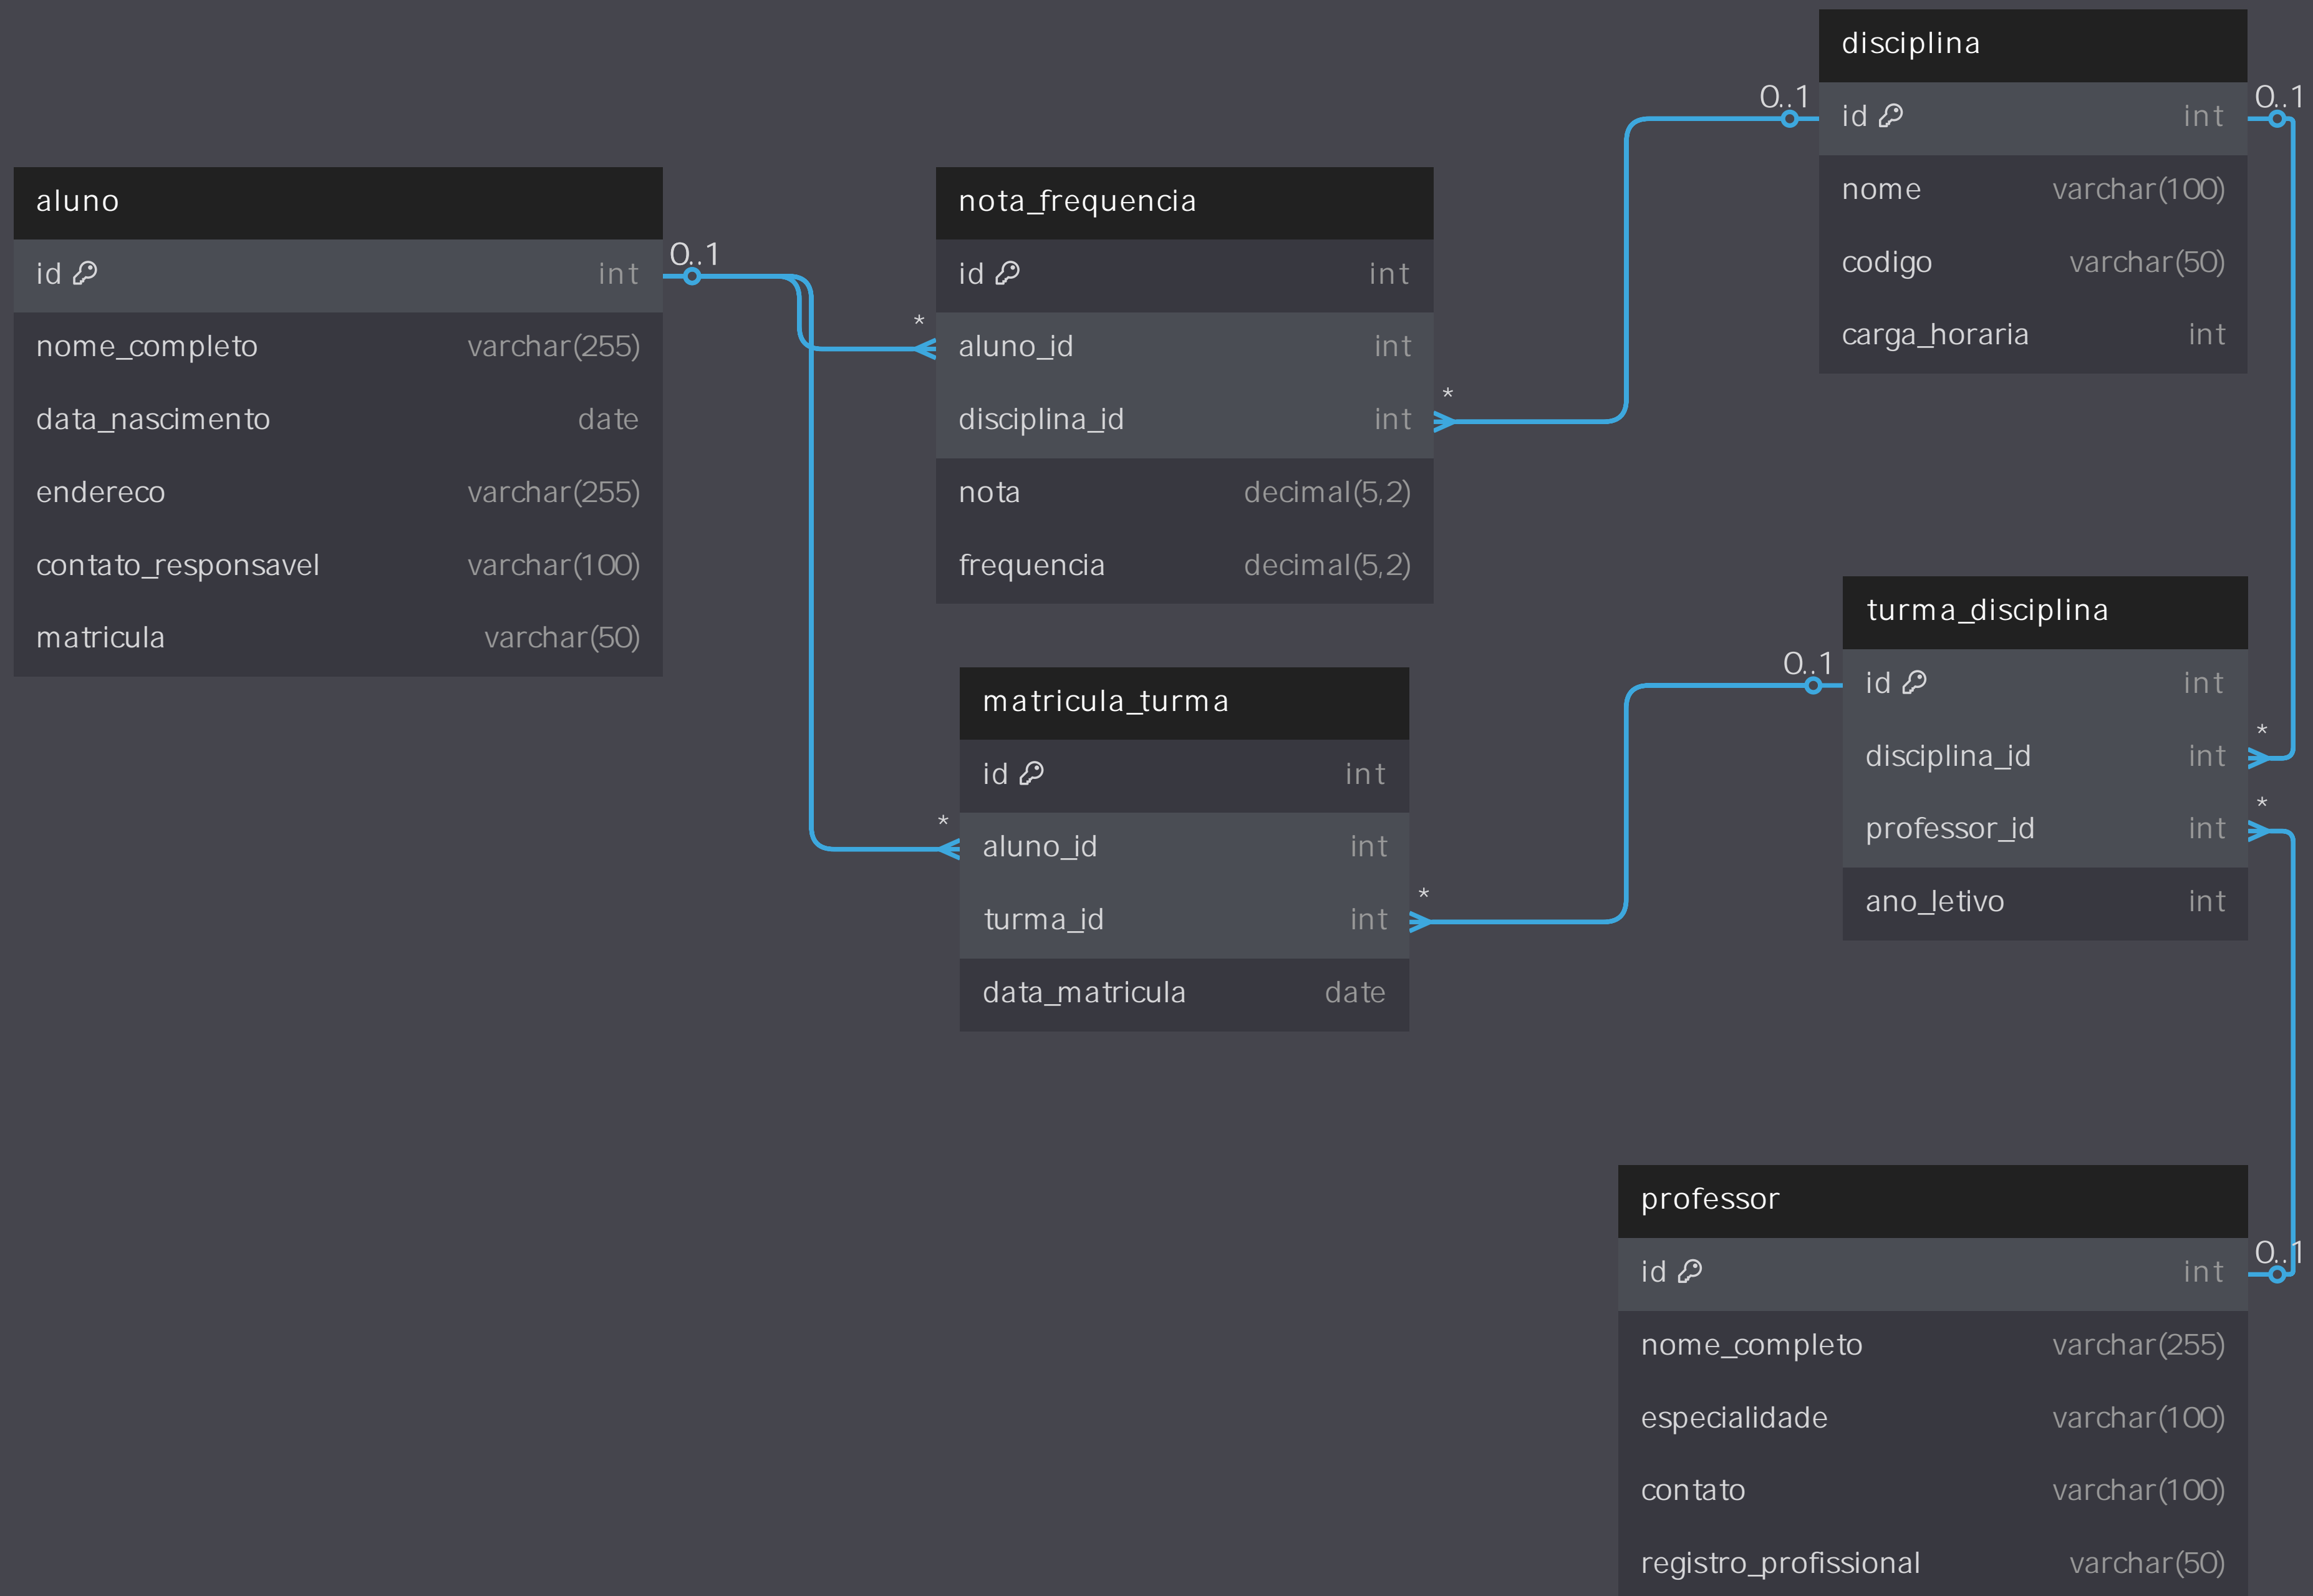 aluno
id int
nome_completo varchar(255)
data_nascimento date
endereco varchar(255)
contato_responsavel varchar(100)
matricula varchar(50)
0..1
*
*
nota_frequencia
id int
aluno_id int
disciplina_id int
nota decimal(5,2)
frequencia decimal(5,2)
*
matricula_turma
id int
aluno_id int
turma_id int
data_matricula date
*
0..1
disciplina
id int
nome varchar(100)
codigo varchar(50)
carga_horaria int
0..1
0..1
turma_disciplina
id int
disciplina_id int
professor_id int
ano_letivo int
*
*
professor
id int
nome_completo varchar(255)
especialidade varchar(100)
contato varchar(100)
registro_profissional varchar(50)
0..1